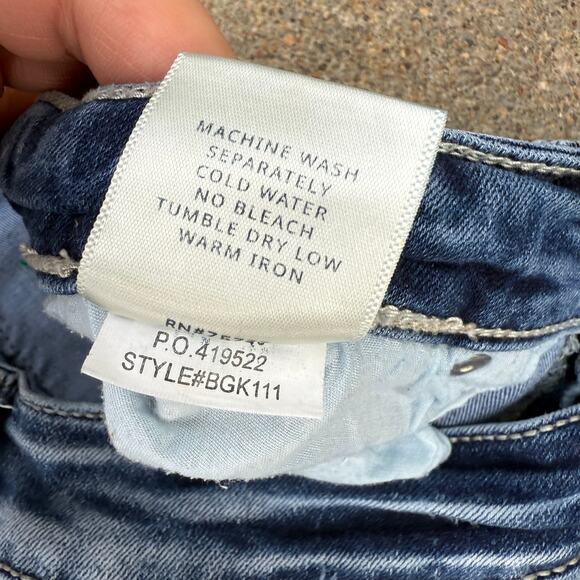 MACHINE WASH
SEPARATELY
COLD WATER
NO BLEACH
TUMBLE DRY LOW
WARM IRON
P.O.419522
STYLE#BGK111